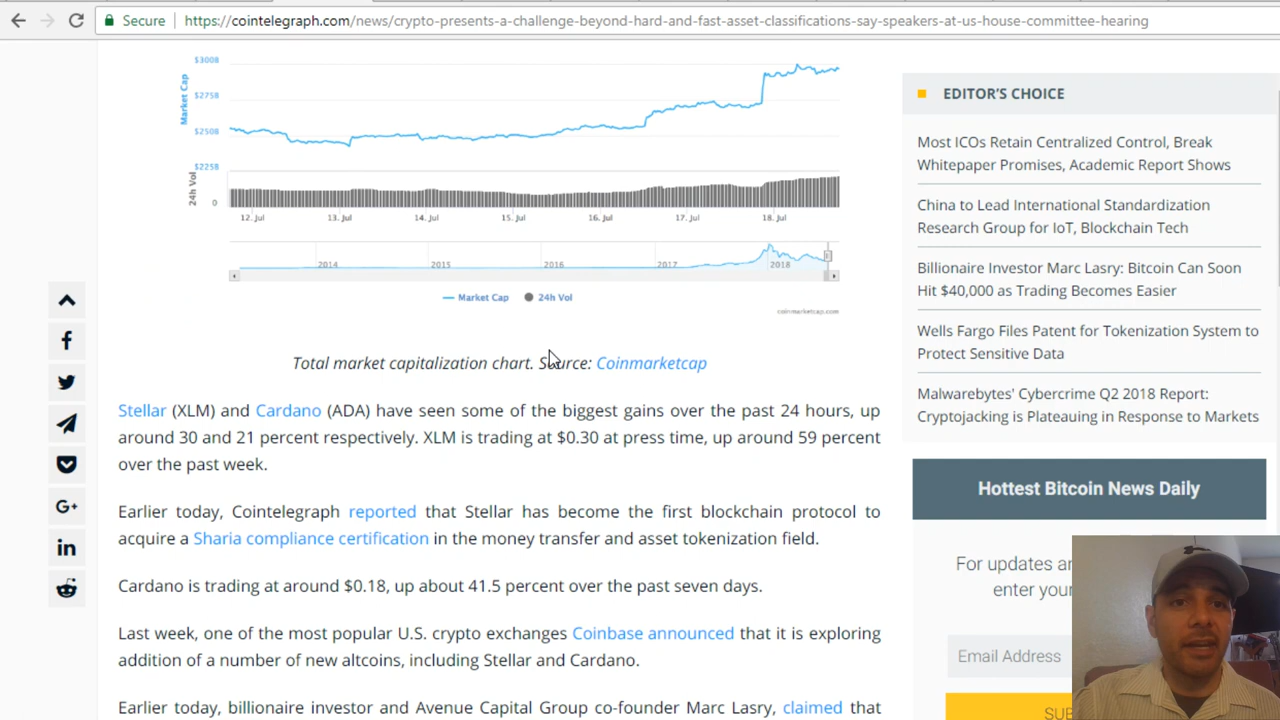 Secure
https://cointelegraph.com/news/crypto-presents-a-challenge-beyond-hard-and-fast-asset-classifications-say-speakers-at-us-house-committee-hearing
$300B
$275B
$250B
$225B
0
Market Cap
24h Vol
12. Jul 13. Jul 14. Jul 15. Jul 16. Jul 17. Jul 18. Jul
2014 2015 2016 2017 2018
Market Cap 24h Vol
coinmarketcap.com
Total market capitalization chart. Source: Coinmarketcap
Stellar (XLM) and Cardano (ADA) have seen some of the biggest gains over the past 24 hours, up
around 30 and 21 percent respectively. XLM is trading at $0.30 at press time, up around 59 percent
over the past week.
Earlier today, Cointelegraph reported that Stellar has become the first blockchain protocol to
acquire a Sharia compliance certification in the money transfer and asset tokenization field.
Cardano is trading at around $0.18, up about 41.5 percent over the past seven days.
Last week, one of the most popular U.S. crypto exchanges Coinbase announced that it is exploring
addition of a number of new altcoins, including Stellar and Cardano.
Earlier today, billionaire investor and Avenue Capital Group co-founder Marc Lasry, claimed that
G+
in
EDITOR'S CHOICE
Most ICOs Retain Centralized Control, Break
Whitepaper Promises, Academic Report Shows
China to Lead International Standardization
Research Group for IoT, Blockchain Tech
Billionaire Investor Marc Lasry: Bitcoin Can Soon
Hit $40,000 as Trading Becomes Easier
Wells Fargo Files Patent for Tokenization System to
Protect Sensitive Data
Malwarebytes' Cybercrime Q2 2018 Report:
Cryptojacking is Plateauing in Response to Markets
Hottest Bitcoin News Daily
For updates
enter your
Email Address